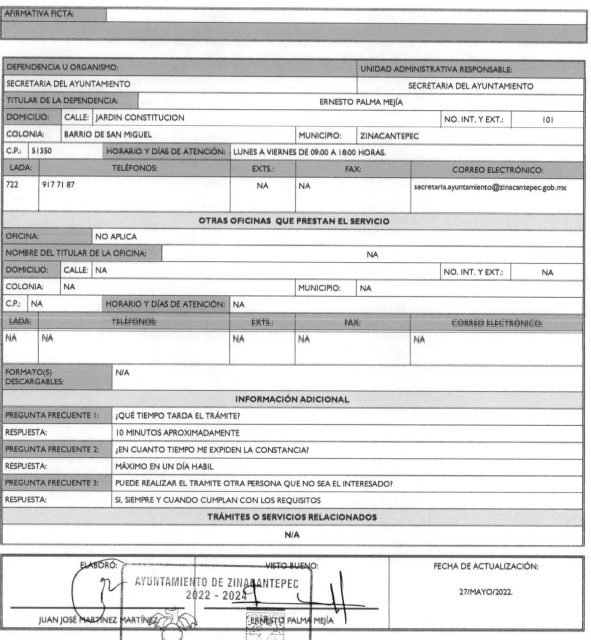 AFIRMATIVA FICTA:
DEPENDENCIA U ORGANISMO: UNIDAD ADMINISTRATIVA RESPONSABLE:
SECRETARIA DEL AYUNTAMIENTO SECRETARIA DEL AYUNTAMIENTO
TITULAR DE LA DEPENDENCIA: ERNESTO PALMA MEJÍA
DOMICILIO: CALLE: JARDIN CONSTITUCION NO. INT. Y EXT.: 101
COLONIA: BARRIO DE SAN MIGUEL MUNICIPIO: ZINACANTEPEC
C.P.: 51350 HORARIO Y DÍAS DE ATENCIÓN: LUNES A VIERNES DE 09:00 A 18:00 HORAS.
LADA: TELÉFONOS: EXTS.: FAX: CORREO ELECTRÓNICO:
722 917 71 87 NA NA secretaria.ayuntamiento@zinacantepec.gob.mx
OTRAS OFICINAS QUE PRESTAN EL SERVICIO
OFICINA: NO APLICA
NOMBRE DEL TITULAR DE LA OFICINA: NA
DOMICILIO: CALLE: NA NO. INT. Y EXT.: NA
COLONIA: NA MUNICIPIO: NA
C.P.: NA HORARIO Y DÍAS DE ATENCIÓN: NA
LADA: TELÉFONOS: EXTS.: FAX: CORREO ELECTRÓNICO:
NA NA NA NA NA
FORMATO(S) N/A
DESCARGABLES:
INFORMACIÓN ADICIONAL
PREGUNTA FRECUENTE 1: ¿QUÉ TIEMPO TARDA EL TRÁMITE?
RESPUESTA: 10 MINUTOS APROXIMADAMENTE
PREGUNTA FRECUENTE 2: ¿EN CUANTO TIEMPO ME EXPIDEN LA CONSTANCIA?
RESPUESTA: MÁXIMO EN UN DÍA HABIL
PREGUNTA FRECUENTE 3: PUEDE REALIZAR EL TRAMITE OTRA PERSONA QUE NO SEA EL INTERESADO?
RESPUESTA: SI, SIEMPRE Y CUANDO CUMPLAN CON LOS REQUISITOS
TRÁMITES O SERVICIOS RELACIONADOS
N/A
ELABORÓ: VISTO BUENO: FECHA DE ACTUALIZACIÓN:
AYUNTAMIENTO DE ZINACANTEPEC
2022 - 2024
27/MAYO/2022.
JUAN JOSÉ MARTÍNEZ MARTÍNEZ ERNESTO PALMA MEJÍA